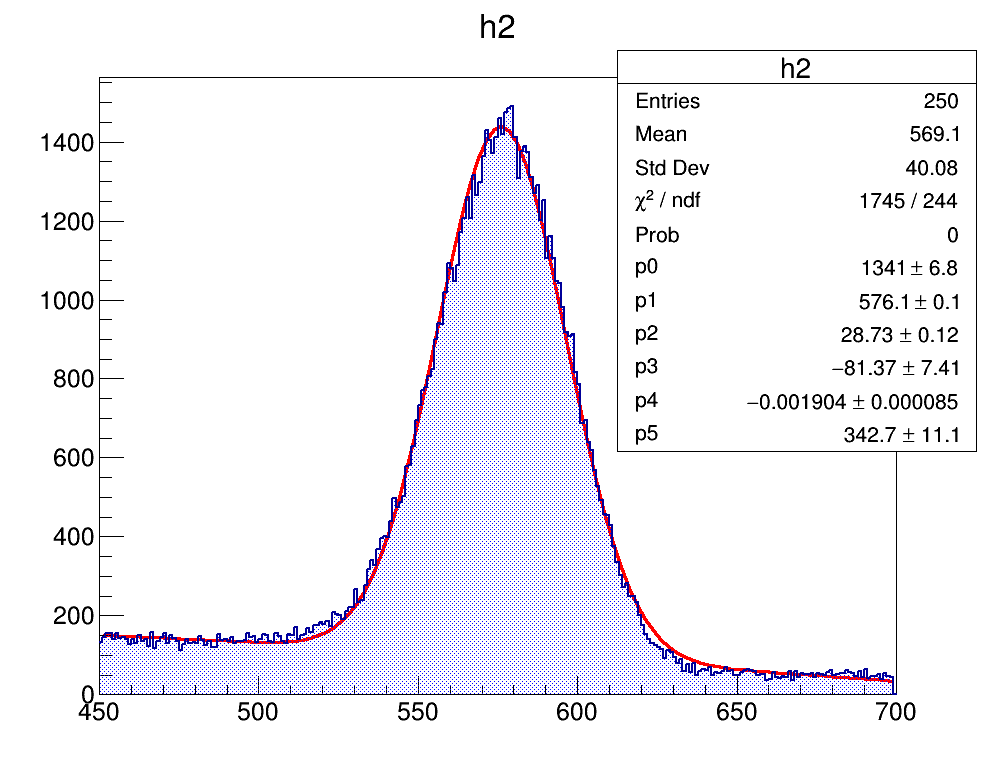 h2
h2
Entries 250
Mean 569.1
Std Dev 40.08
χ² / ndf 1745 / 244
Prob 0
p0 1341 ± 6.8
p1 576.1 ± 0.1
p2 28.73 ± 0.12
p3 −81.37 ± 7.41
p4 −0.001904 ± 0.000085
p5 342.7 ± 11.1
1400
1200
1000
800
600
400
200
0
450 500 550 600 650 700